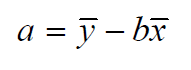 a = y̅ − bx̅